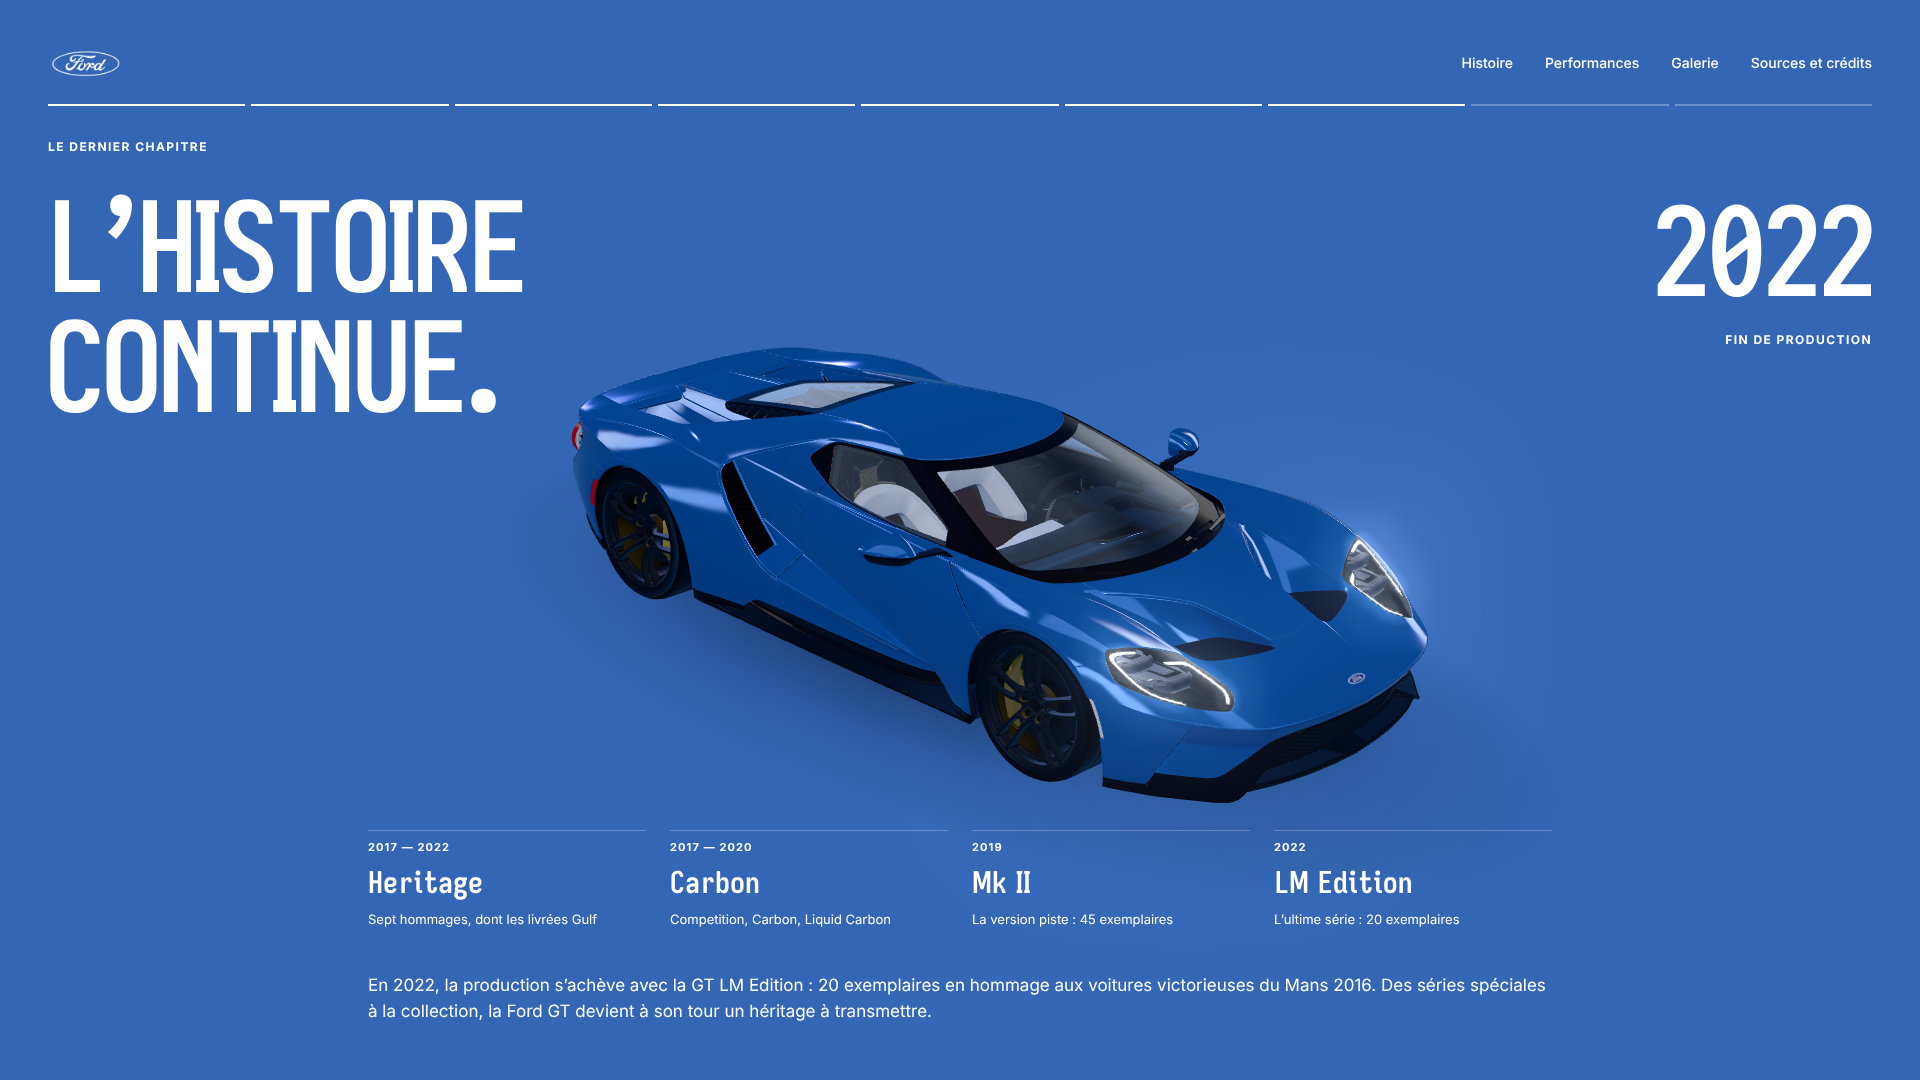 Ford
Histoire
Performances
Galerie
Sources et crédits
LE DERNIER CHAPITRE
L’HISTOIRE
CONTINUE.
2022
FIN DE PRODUCTION
2017 — 2022
Heritage
Sept hommages, dont les livrées Gulf
2017 — 2020
Carbon
Competition, Carbon, Liquid Carbon
2019
Mk II
La version piste : 45 exemplaires
2022
LM Edition
L’ultime série : 20 exemplaires
En 2022, la production s’achève avec la GT LM Edition : 20 exemplaires en hommage aux voitures victorieuses du Mans 2016. Des séries spéciales
à la collection, la Ford GT devient à son tour un héritage à transmettre.